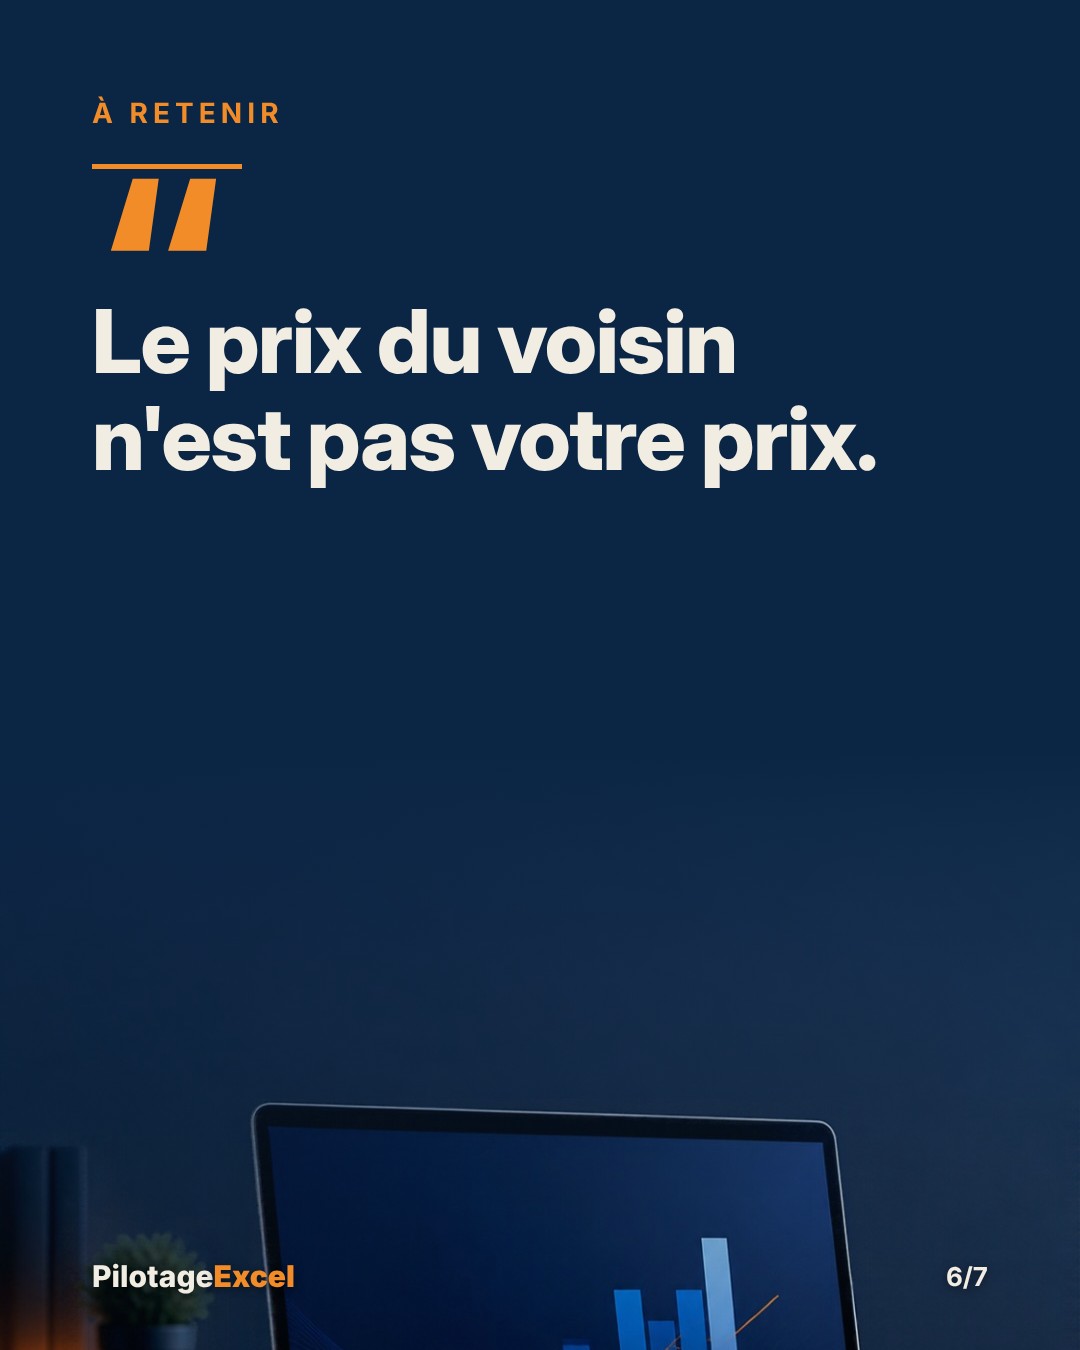 À RETENIR
"
Le prix du voisin
n'est pas votre prix.
PilotageExcel
6/7